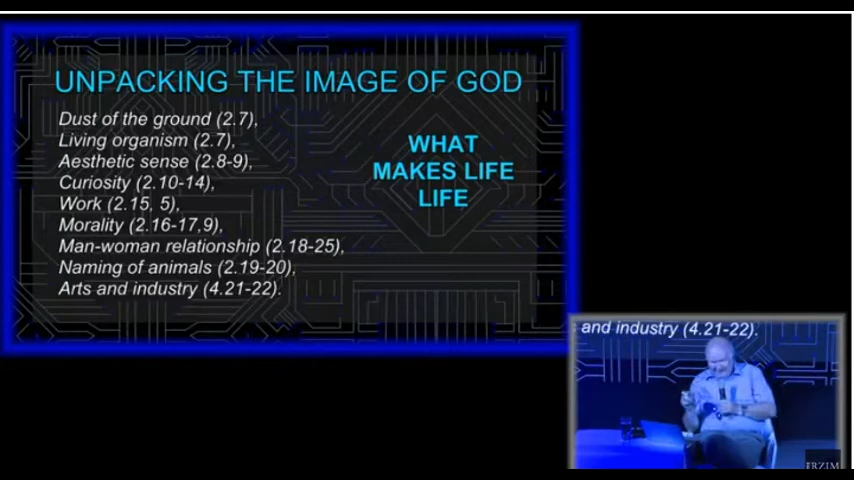 UNPACKING THE IMAGE OF GOD
Dust of the ground (2.7),
Living organism (2.7),
Aesthetic sense (2.8-9),
Curiosity (2.10-14),
Work (2.15, 5),
Morality (2.16-17,9),
Man-woman relationship (2.18-25),
Naming of animals (2.19-20),
Arts and industry (4.21-22).
WHAT
MAKES LIFE
LIFE
and industry (4.21-22).
RZIM